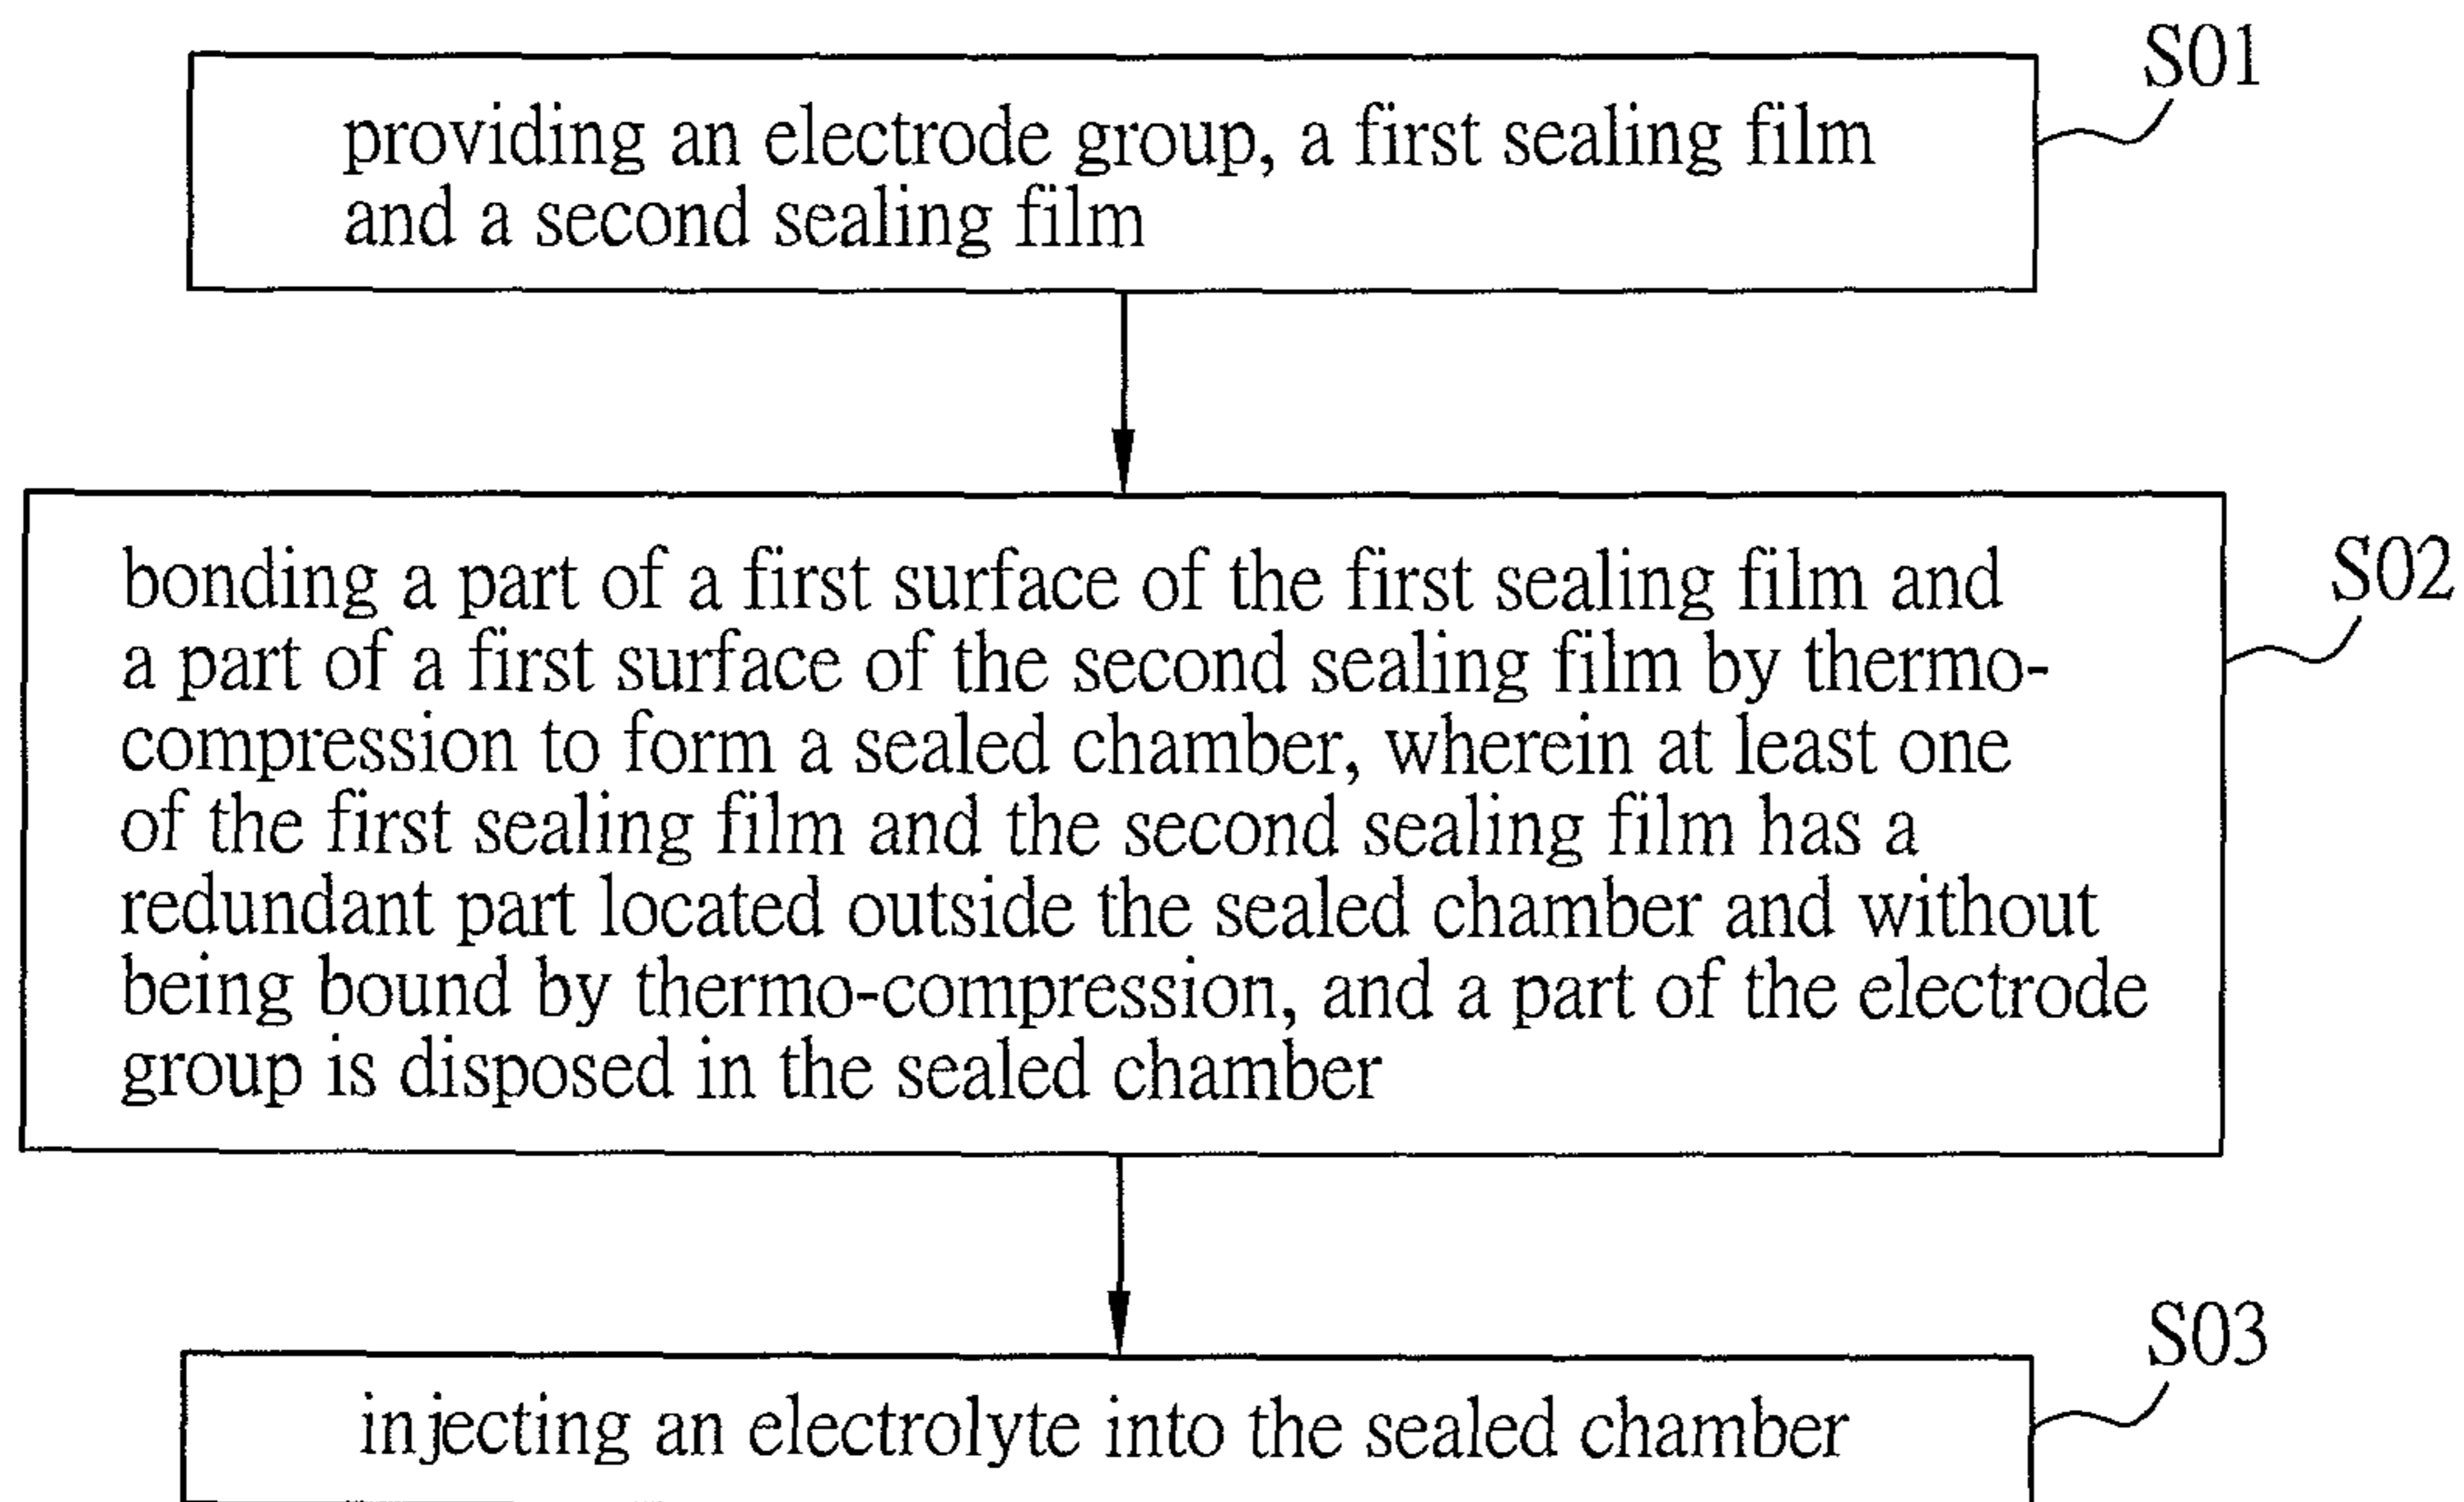 S01
providing an electrode group, a first sealing film
and a second sealing film
S02
bonding a part of a first surface of the first sealing film and
a part of a first surface of the second sealing film by thermo-
compression to form a sealed chamber, wherein at least one
of the first sealing film and the second sealing film has a
redundant part located outside the sealed chamber and without
being bound by thermo-compression, and a part of the electrode
group is disposed in the sealed chamber
S03
injecting an electrolyte into the sealed chamber